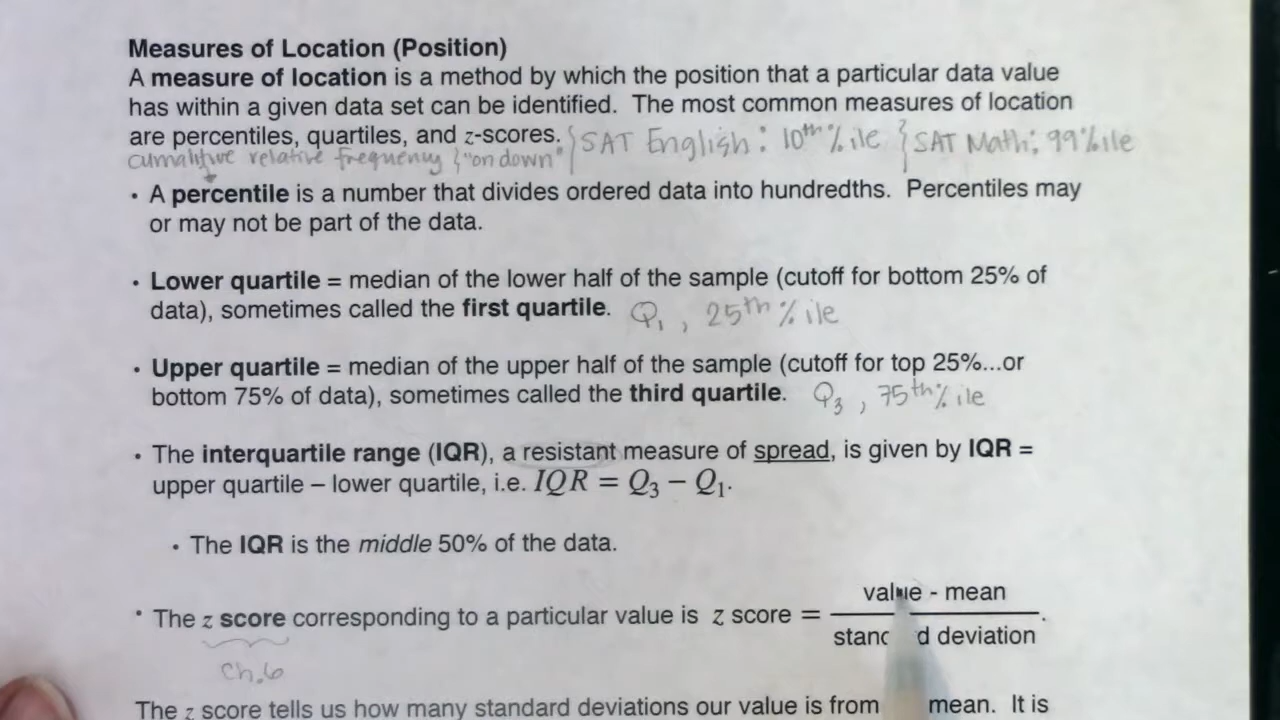 Measures of Location (Position)
A measure of location is a method by which the position that a particular data value
has within a given data set can be identified. The most common measures of location
are percentiles, quartiles, and z-scores. { SAT English: 10th %ile } SAT Math: 99%ile
relative frequency } "on down"
• A percentile is a number that divides ordered data into hundredths. Percentiles may
or may not be part of the data.
• Lower quartile = median of the lower half of the sample (cutoff for bottom 25% of
data), sometimes called the first quartile. Q1, 25th %ile
• Upper quartile = median of the upper half of the sample (cutoff for top 25%...or
bottom 75% of data), sometimes called the third quartile. Q3, 75th %ile
• The interquartile range (IQR), a resistant measure of spread, is given by IQR =
upper quartile – lower quartile, i.e. IQR = Q3 − Q1.
• The IQR is the middle 50% of the data.
value - mean
• The z score corresponding to a particular value is z score =
deviation.
Ch.6
The z score tells us how many standard deviations our value is from mean. It is